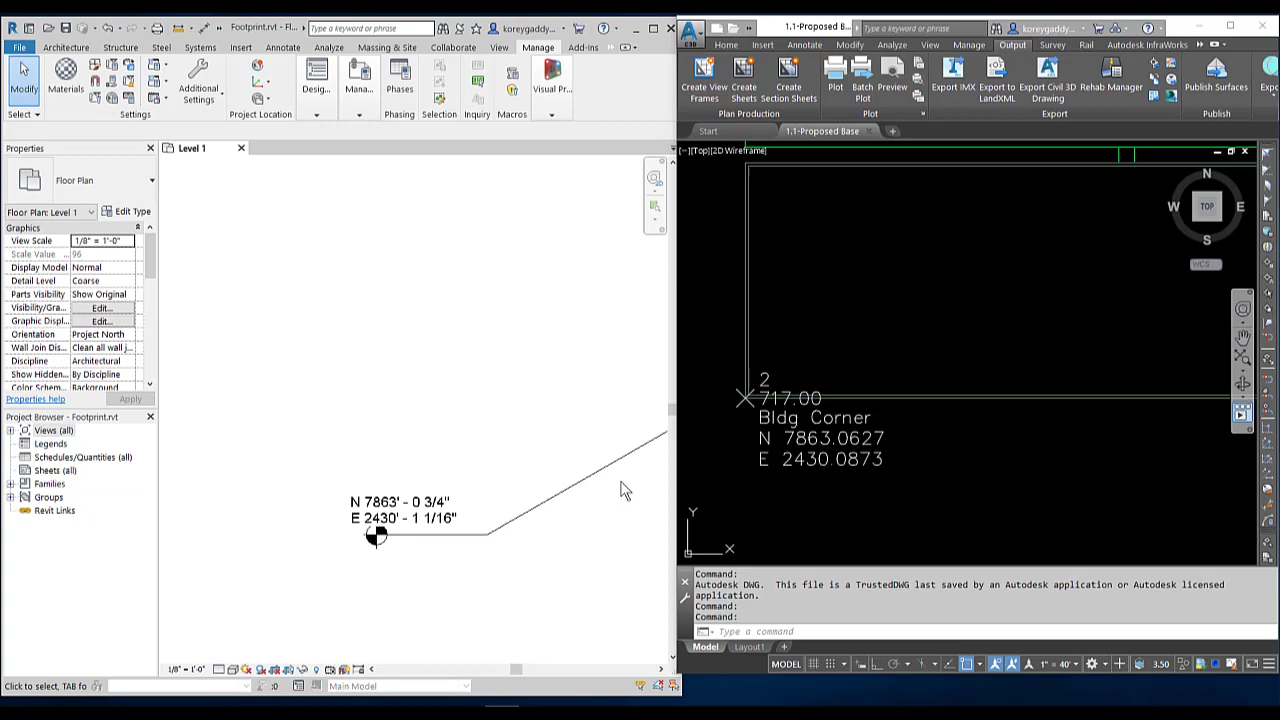 Footprint.rvt - Fl...
Type a keyword or phrase
koreygaddy...
File
Architecture
Structure
Steel
Systems
Insert
Annotate
Analyze
Massing & Site
Collaborate
View
Manage
Add-Ins
Modify
Materials
Additional
Settings
Desig...
Mana...
Phases
Visual Pr...
Select
Settings
Project Location
Phasing
Selection
Inquiry
Macros
Properties
Level 1
Floor Plan
Floor Plan: Level 1
Edit Type
Graphics
View Scale
1/8" = 1'-0"
Scale Value
96
Display Model
Normal
Detail Level
Coarse
Parts Visibility
Show Original
Visibility/Gra...
Edit...
Graphic Displ...
Edit...
Orientation
Project North
Wall Join Dis...
Clean all wall j...
Discipline
Architectural
Show Hidden...
By Discipline
Color Schem...
Background
Properties help
Apply
Project Browser - Footprint.rvt
Views (all)
Legends
Schedules/Quantities (all)
Sheets (all)
Families
Groups
Revit Links
N 7863' - 0 3/4"
E 2430' - 1 1/16"
1/8" = 1'-0"
Click to select, TAB fo
:0
Main Model
C3D
1.1-Proposed B...
Type a keyword or phrase
koreygaddy...
Home
Insert
Annotate
Modify
Analyze
View
Manage
Output
Survey
Rail
Autodesk InfraWorks
Create View
Frames
Create
Sheets
Create
Section Sheets
Plot
Batch
Plot
Preview
Export IMX
Export to
LandXML
Export Civil 3D
Drawing
Rehab Manager
Publish Surfaces
Expo
Plan Production
Plot
Export
Publish
Start
1.1-Proposed Base
[−][Top][2D Wireframe]
N
W
TOP
E
S
WCS
2
717.00
Bldg Corner
N 7863.0627
E 2430.0873
Y
X
Command:
Autodesk DWG. This file is a TrustedDWG last saved by an Autodesk application or Autodesk licensed
application.
Command:
Command:
Type a command
Model
Layout1
MODEL
1" = 40'
3.50